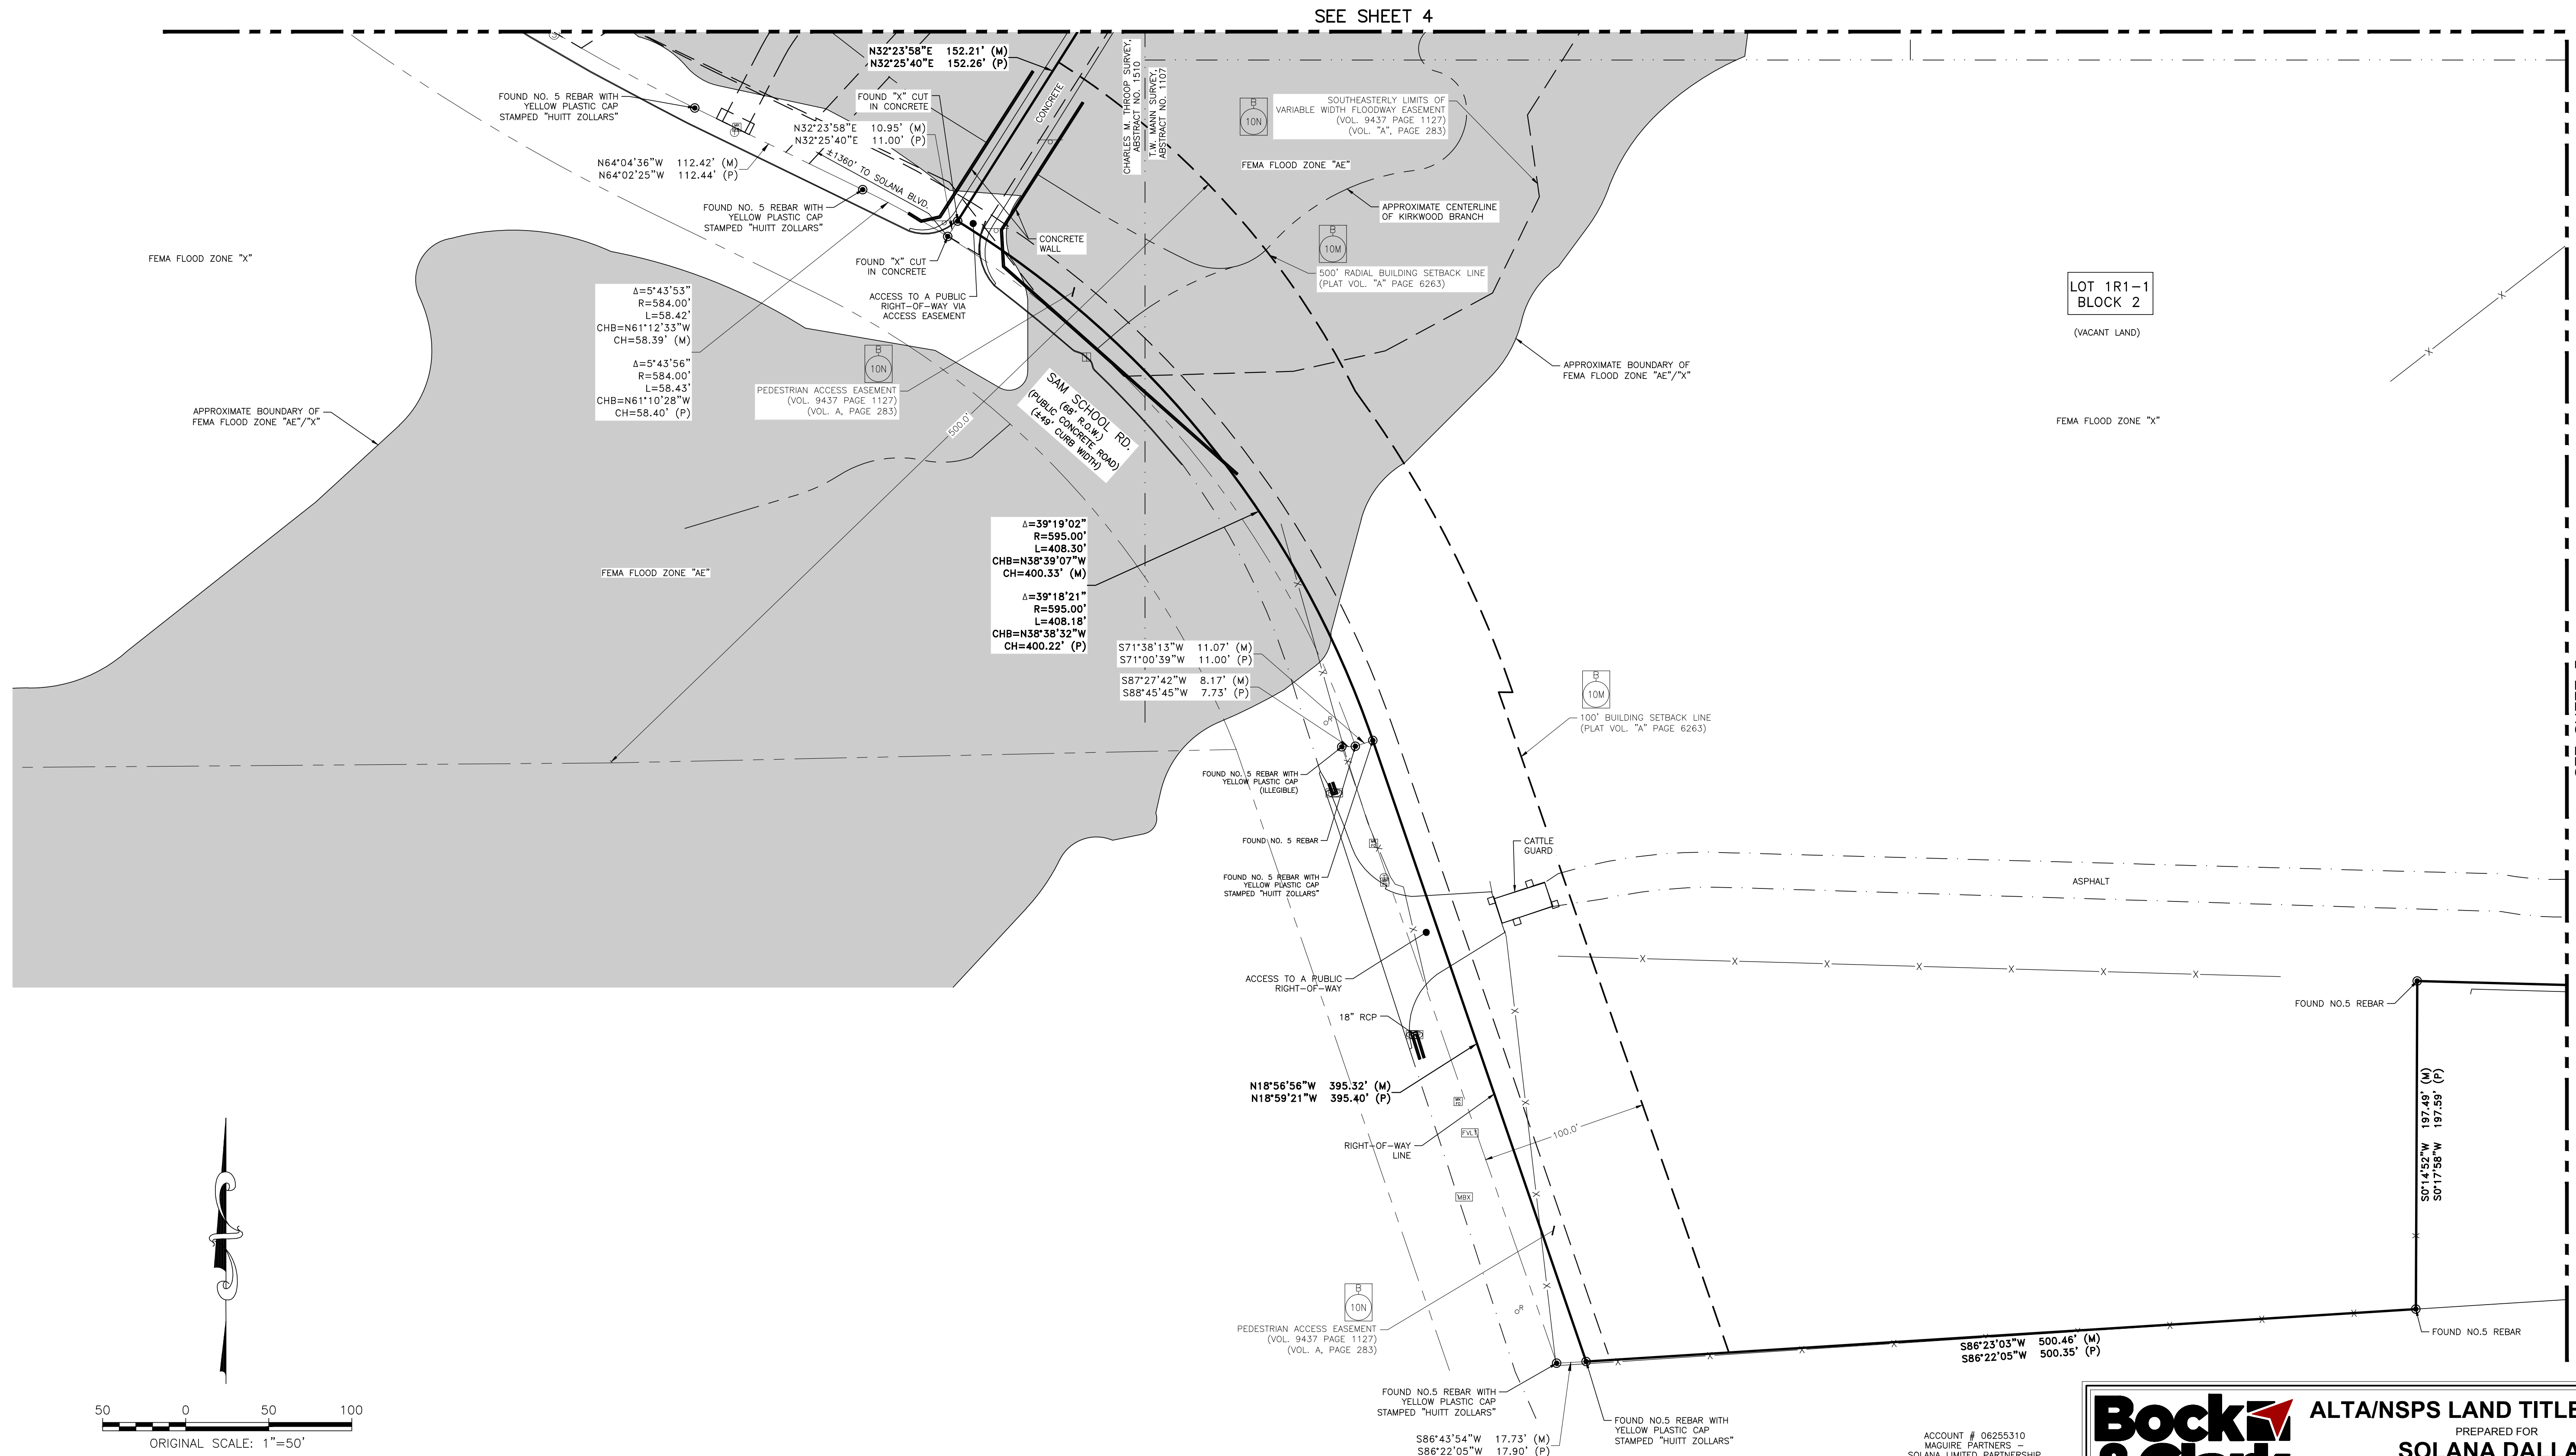 SEE SHEET 4
N32°23'58"E 152.21' (M)
N32°25'40"E 152.26' (P)
FOUND NO. 5 REBAR WITH
YELLOW PLASTIC CAP
STAMPED "HUITT ZOLLARS"
FOUND "X" CUT
IN CONCRETE
CONCRETE
CHARLES M. THROOP SURVEY,
ABSTRACT NO. 1510
T.W. MANN SURVEY,
ABSTRACT NO. 1107
B
10N
SOUTHEASTERLY LIMITS OF
VARIABLE WIDTH FLOODWAY EASEMENT
(VOL. 9437 PAGE 1127)
(VOL. "A", PAGE 283)
N32°23'58"E 10.95' (M)
N32°25'40"E 11.00' (P)
N64°04'36"W 112.42' (M)
N64°02'25"W 112.44' (P)
±1360' TO SOLANA BLVD.
FEMA FLOOD ZONE "AE"
FOUND NO. 5 REBAR WITH
YELLOW PLASTIC CAP
STAMPED "HUITT ZOLLARS"
APPROXIMATE CENTERLINE
OF KIRKWOOD BRANCH
CONCRETE
WALL
B
10M
500' RADIAL BUILDING SETBACK LINE
(PLAT VOL. "A" PAGE 6263)
FEMA FLOOD ZONE "X"
FOUND "X" CUT
IN CONCRETE
ACCESS TO A PUBLIC
RIGHT-OF-WAY VIA
ACCESS EASEMENT
LOT 1R1-1
BLOCK 2
(VACANT LAND)
Δ=5°43'53"
R=584.00'
L=58.42'
CHB=N61°12'33"W
CH=58.39' (M)
Δ=5°43'56"
R=584.00'
L=58.43'
CHB=N61°10'28"W
CH=58.40' (P)
B
10N
PEDESTRIAN ACCESS EASEMENT
(VOL. 9437 PAGE 1127)
(VOL. A, PAGE 283)
SAM SCHOOL RD.
(68' R.O.W.)
(PUBLIC CONCRETE ROAD)
(±49' CURB WIDTH)
500.0'
APPROXIMATE BOUNDARY OF
FEMA FLOOD ZONE "AE"/"X"
APPROXIMATE BOUNDARY OF
FEMA FLOOD ZONE "AE"/"X"
FEMA FLOOD ZONE "X"
Δ=39°19'02"
R=595.00'
L=408.30'
CHB=N38°39'07"W
CH=400.33' (M)
Δ=39°18'21"
R=595.00'
L=408.18'
CHB=N38°38'32"W
CH=400.22' (P)
FEMA FLOOD ZONE "AE"
S71°38'13"W 11.07' (M)
S71°00'39"W 11.00' (P)
S87°27'42"W 8.17' (M)
S88°45'45"W 7.73' (P)
B
10M
100' BUILDING SETBACK LINE
(PLAT VOL. "A" PAGE 6263)
FOUND NO. 5 REBAR WITH
YELLOW PLASTIC CAP
(ILLEGIBLE)
FOUND NO. 5 REBAR
FOUND NO. 5 REBAR WITH
YELLOW PLASTIC CAP
STAMPED "HUITT ZOLLARS"
CATTLE
GUARD
ASPHALT
ACCESS TO A PUBLIC
RIGHT-OF-WAY
18" RCP
FOUND NO.5 REBAR
N18°56'56"W 395.32' (M)
N18°59'21"W 395.40' (P)
RIGHT-OF-WAY
LINE
FVLT
MBX
100.0'
S0°14'52"W 197.49' (M)
S0°17'58"W 197.59' (P)
B
10N
PEDESTRIAN ACCESS EASEMENT
(VOL. 9437 PAGE 1127)
(VOL. A, PAGE 283)
FOUND NO.5 REBAR
S86°23'03"W 500.46' (M)
S86°22'05"W 500.35' (P)
FOUND NO.5 REBAR WITH
YELLOW PLASTIC CAP
STAMPED "HUITT ZOLLARS"
FOUND NO.5 REBAR WITH
YELLOW PLASTIC CAP
STAMPED "HUITT ZOLLARS"
S86°43'54"W 17.73' (M)
S86°22'05"W 17.90' (P)
50 0 50 100
ORIGINAL SCALE: 1"=50'
ACCOUNT # 06255310
MAGUIRE PARTNERS -
SOLANA LIMITED PARTNERSHIP
Bock
& Clark
ALTA/NSPS LAND TITLE
PREPARED FOR
SOLANA DALLA